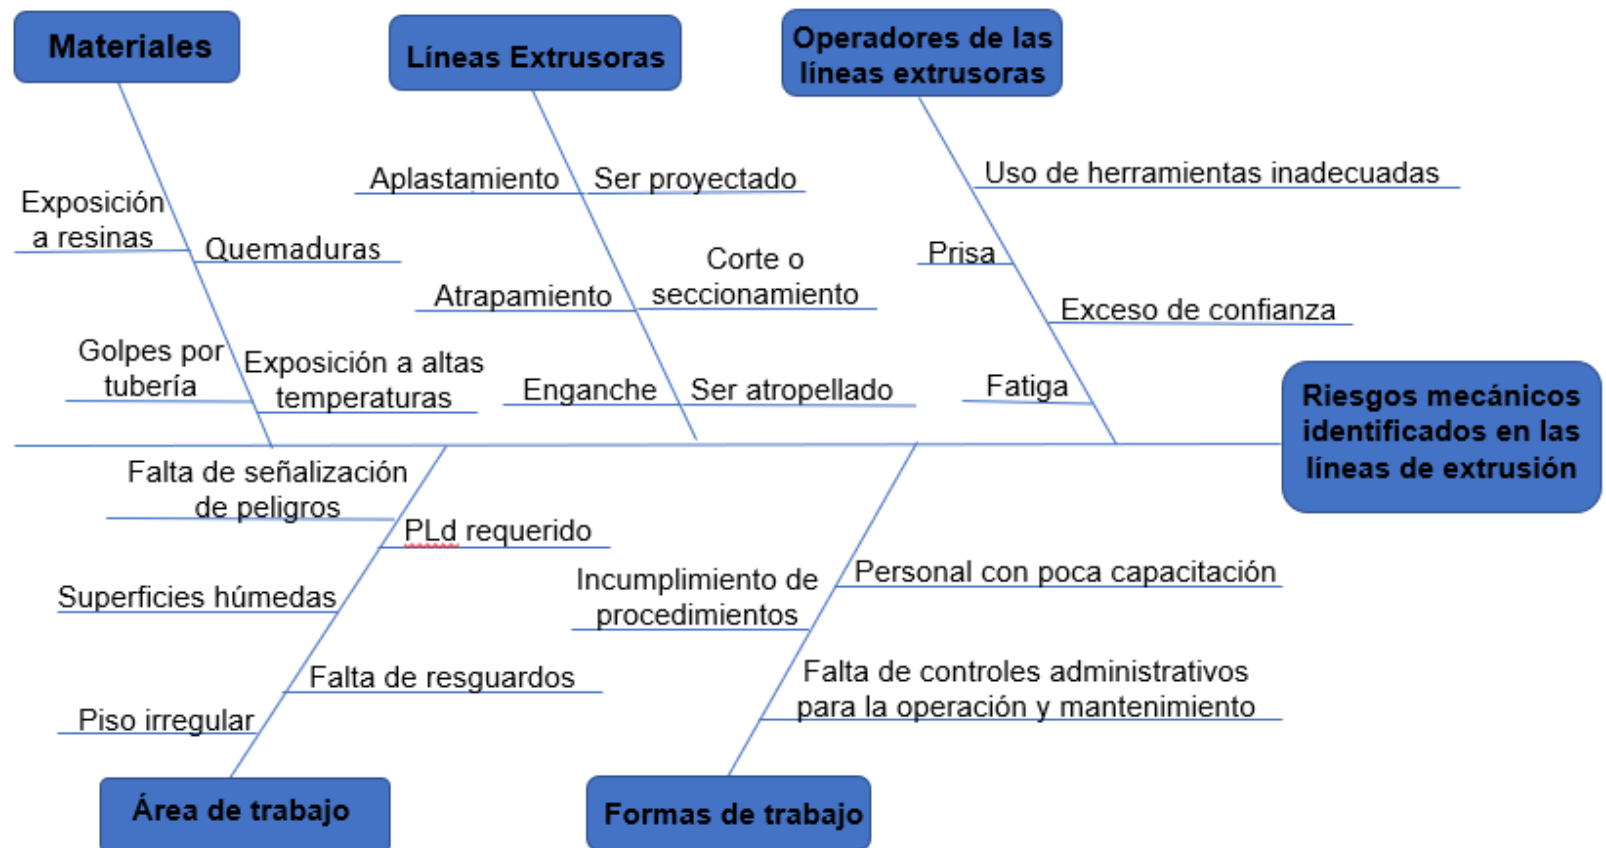 Materiales
Líneas Extrusoras
Operadores de las
líneas extrusoras
Exposición
a resinas
Quemaduras
Golpes por
tubería
Exposición a altas
temperaturas
Aplastamiento
Ser proyectado
Atrapamiento
Corte o
seccionamiento
Enganche
Ser atropellado
Uso de herramientas inadecuadas
Prisa
Exceso de confianza
Fatiga
Riesgos mecánicos
identificados en las
líneas de extrusión
Falta de señalización
de peligros
PLd requerido
Superficies húmedas
Falta de resguardos
Piso irregular
Incumplimiento de
procedimientos
Personal con poca capacitación
Falta de controles administrativos
para la operación y mantenimiento
Área de trabajo
Formas de trabajo